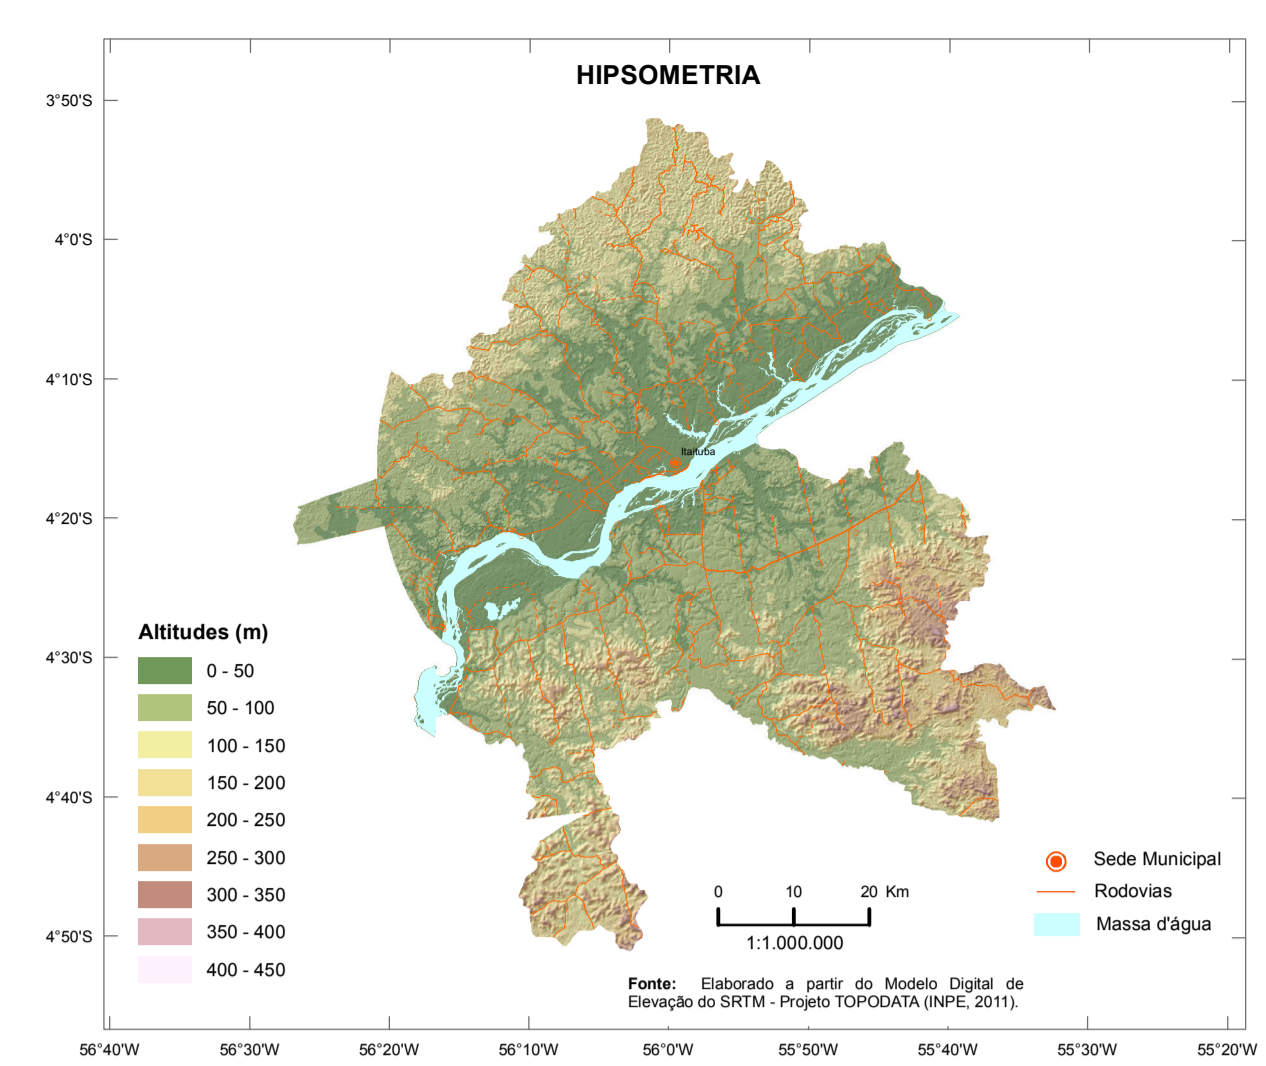 HIPSOMETRIA
3°50'S
4°0'S
4°10'S
4°20'S
4°30'S
4°40'S
4°50'S
Itaituba
Altitudes (m)
0 - 50
50 - 100
100 - 150
150 - 200
200 - 250
250 - 300
300 - 350
350 - 400
400 - 450
0 10 20 Km
1:1.000.000
Sede Municipal
Rodovias
Massa d'água
Fonte: Elaborado a partir do Modelo Digital de
Elevação do SRTM - Projeto TOPODATA (INPE, 2011).
56°40'W 56°30'W 56°20'W 56°10'W 56°0'W 55°50'W 55°40'W 55°30'W 55°20'W